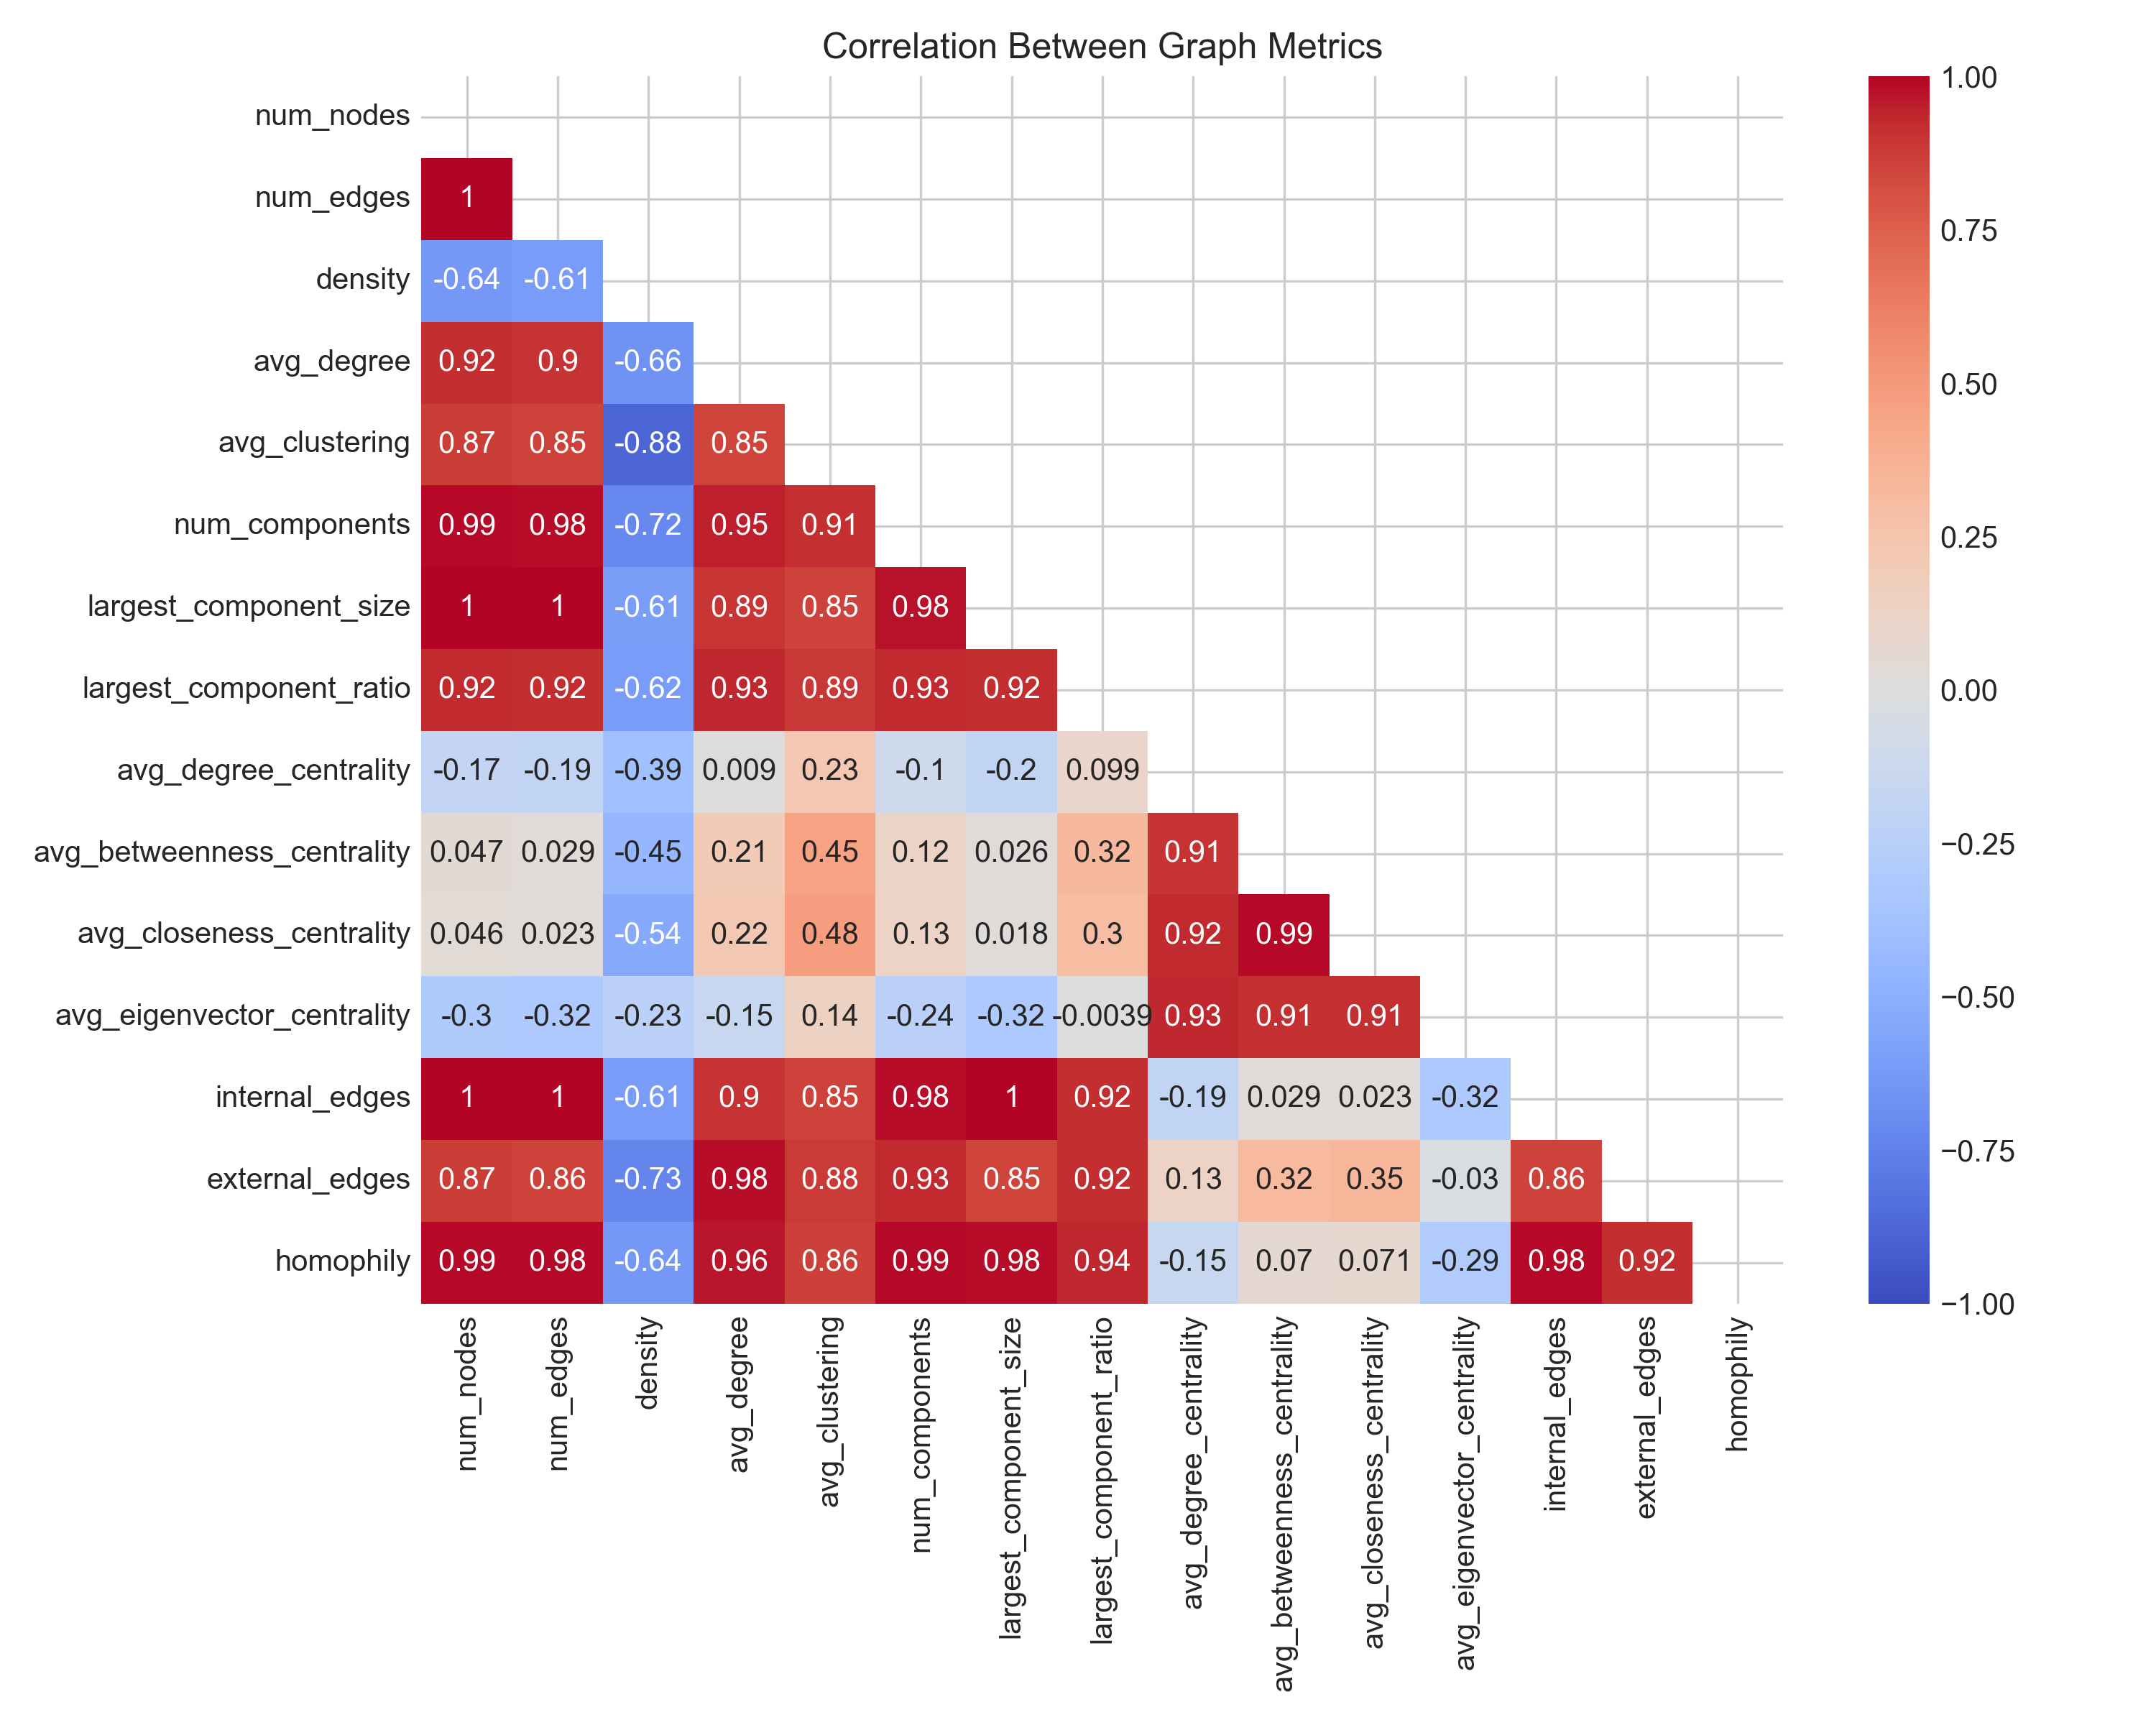 Correlation Between Graph Metrics
num_nodes
num_edges 1
density -0.64 -0.61
avg_degree 0.92 0.9 -0.66
avg_clustering 0.87 0.85 -0.88 0.85
num_components 0.99 0.98 -0.72 0.95 0.91
largest_component_size 1 1 -0.61 0.89 0.85 0.98
largest_component_ratio 0.92 0.92 -0.62 0.93 0.89 0.93 0.92
avg_degree_centrality -0.17 -0.19 -0.39 0.009 0.23 -0.1 -0.2 0.099
avg_betweenness_centrality 0.047 0.029 -0.45 0.21 0.45 0.12 0.026 0.32 0.91
avg_closeness_centrality 0.046 0.023 -0.54 0.22 0.48 0.13 0.018 0.3 0.92 0.99
avg_eigenvector_centrality -0.3 -0.32 -0.23 -0.15 0.14 -0.24 -0.32 -0.0039 0.93 0.91 0.91
internal_edges 1 1 -0.61 0.9 0.85 0.98 1 0.92 -0.19 0.029 0.023 -0.32
external_edges 0.87 0.86 -0.73 0.98 0.88 0.93 0.85 0.92 0.13 0.32 0.35 -0.03 0.86
homophily 0.99 0.98 -0.64 0.96 0.86 0.99 0.98 0.94 -0.15 0.07 0.071 -0.29 0.98 0.92
num_nodes
num_edges
density
avg_degree
avg_clustering
num_components
largest_component_size
largest_component_ratio
avg_degree_centrality
avg_betweenness_centrality
avg_closeness_centrality
avg_eigenvector_centrality
internal_edges
external_edges
homophily
1.00
0.75
0.50
0.25
0.00
−0.25
−0.50
−0.75
−1.00